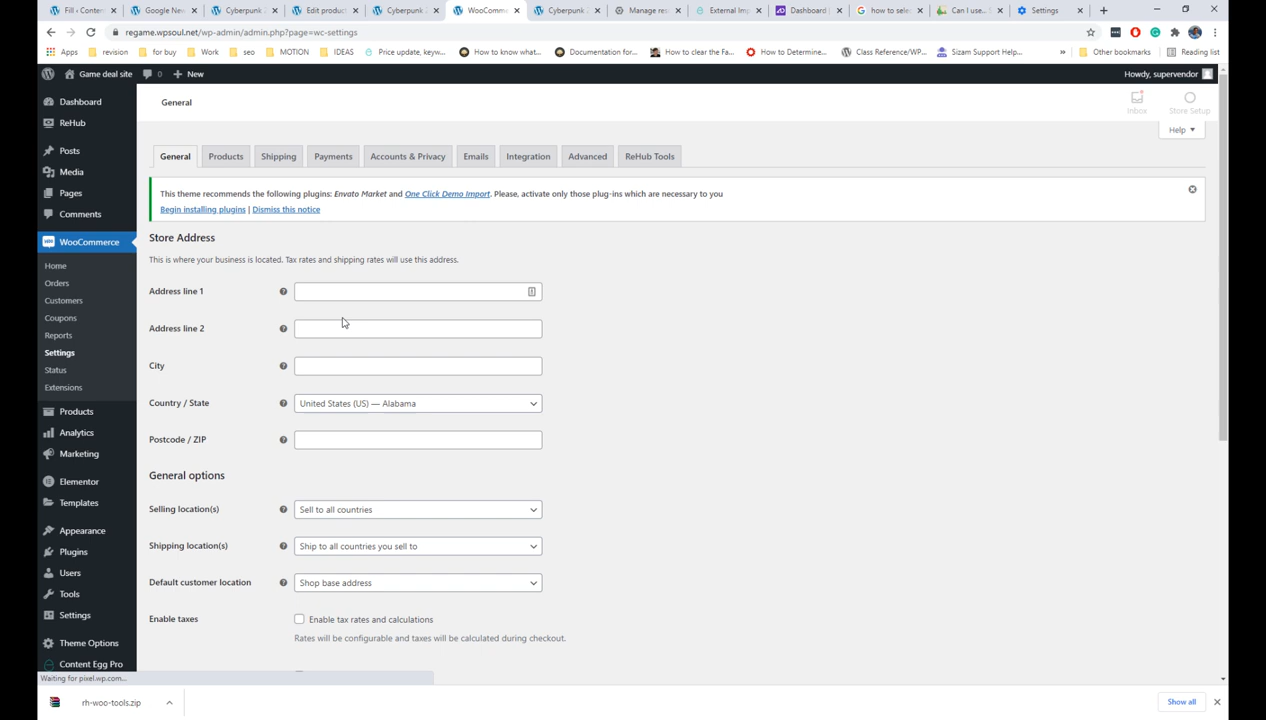 Fill ‹ Conten
Google Ne
Cyberpunk
Edit produc
Cyberpunk
WooComme
Cyberpunk
Manage res
External Imp
Dashboard |
how to sele
Can I use...
Settings
regame.wpsoul.net/wp-admin/admin.php?page=wc-settings
Apps
revision
for buy
Work
seo
MOTION
IDEAS
Price update, keyw...
How to know what...
Documentation for...
How to clear the Fa...
How to Determine...
Class Reference/WP...
Sizam Support Help...
»
Other bookmarks
Reading list
Game deal site
0
New
Howdy, supervendor
Dashboard
ReHub
Posts
Media
Pages
Comments
WooCommerce
Home
Orders
Customers
Coupons
Reports
Settings
Status
Extensions
Products
Analytics
Marketing
Elementor
Templates
Appearance
Plugins
Users
Tools
Settings
Theme Options
Content Egg Pro
General
Inbox
Store Setup
Help
General
Products
Shipping
Payments
Accounts & Privacy
Emails
Integration
Advanced
ReHub Tools
This theme recommends the following plugins: Envato Market and One Click Demo Import. Please, activate only those plug-ins which are necessary to you
Begin installing plugins | Dismiss this notice
Store Address
This is where your business is located. Tax rates and shipping rates will use this address.
Address line 1
Address line 2
City
Country / State
United States (US) — Alabama
Postcode / ZIP
General options
Selling location(s)
Sell to all countries
Shipping location(s)
Ship to all countries you sell to
Default customer location
Shop base address
Enable taxes
Enable tax rates and calculations
Rates will be configurable and taxes will be calculated during checkout.
Waiting for pixel.wp.com...
rh-woo-tools.zip
Show all